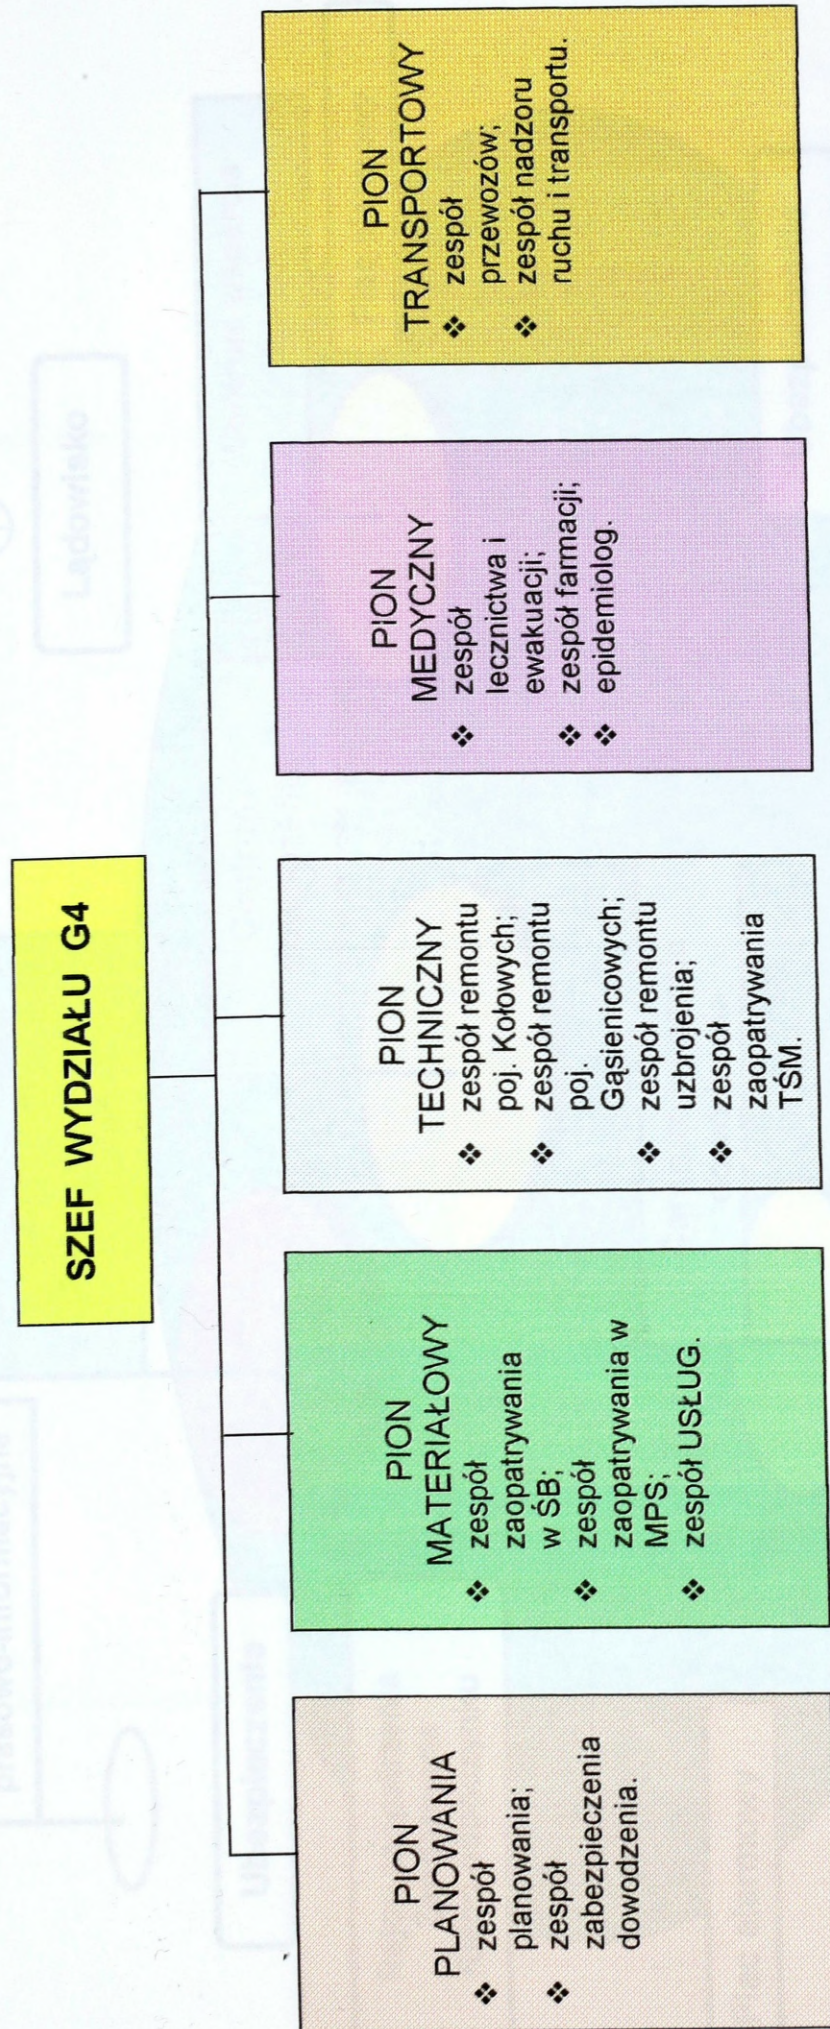 SZEF WYDZIAŁU G4
PION
PLANOWANIA
❖ zespół
planowania;
❖ zespół
zabezpieczenia
dowodzenia.
PION
MATERIAŁOWY
❖ zespół
zaopatrywania
w ŚB;
❖ zespół
zaopatrywania w
MPS;
❖ zespół USŁUG.
PION
TECHNICZNY
❖ zespół remontu
poj. Kołowych;
❖ zespół remontu
poj.
Gąsienicowych;
❖ zespół remontu
uzbrojenia;
❖ zespół
zaopatrywania
TŚM.
PION
MEDYCZNY
❖ zespół
lecznictwa i
ewakuacji;
❖ zespół farmacji;
❖ epidemiolog.
PION
TRANSPORTOWY
❖ zespół
przewozów;
❖ zespół nadzoru
ruchu i transportu.
Lądowisko